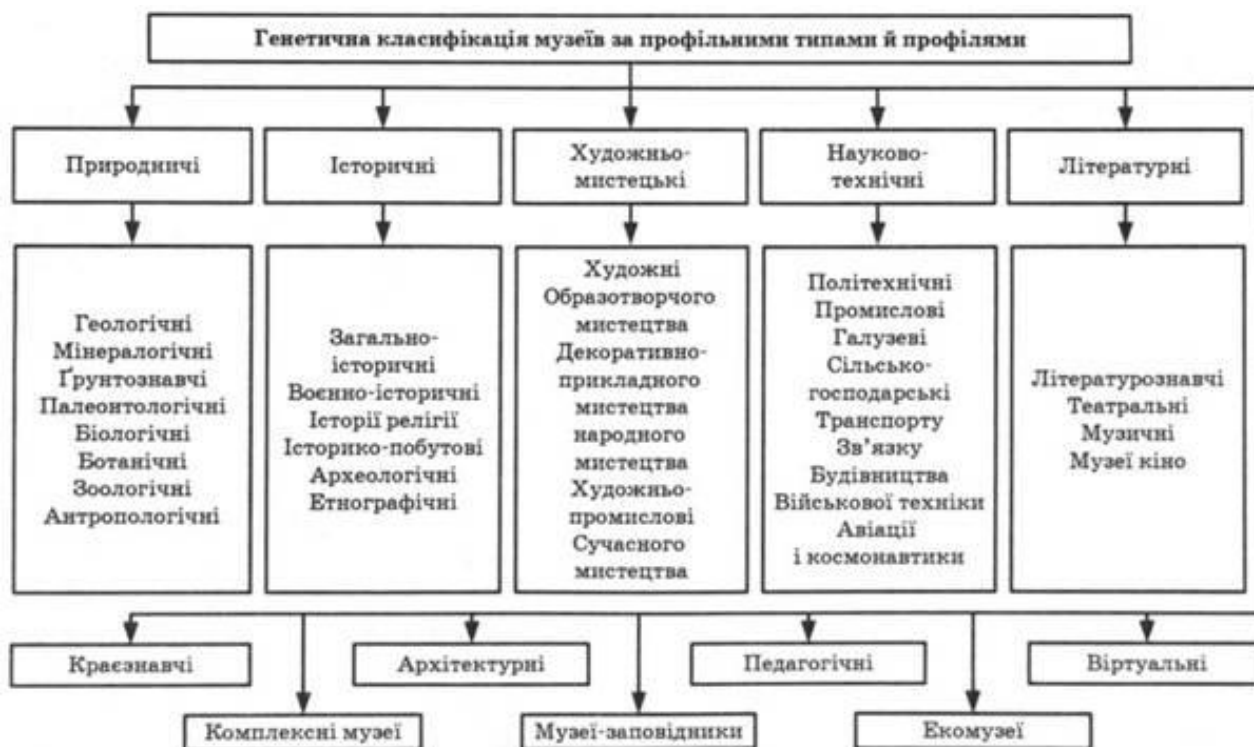 Генетична класифікація музеїв за профільними типами й профілями
Природничі
Історичні
Художньо-
мистецькі
Науково-
технічні
Літературні
Геологічні
Мінералогічні
Ґрунтознавчі
Палеонтологічні
Біологічні
Ботанічні
Зоологічні
Антропологічні
Загально-
історичні
Воєнно-історичні
Історії релігії
Історико-побутові
Археологічні
Етнографічні
Художні
Образотворчого
мистецтва
Декоративно-
прикладного
мистецтва
народного
мистецтва
Художньо-
промислові
Сучасного
мистецтва
Політехнічні
Промислові
Галузеві
Сільсько-
господарські
Транспорту
Зв’язку
Будівництва
Військової техніки
Авіації
і космонавтики
Літературознавчі
Театральні
Музичні
Музеї кіно
Краєзнавчі
Архітектурні
Педагогічні
Віртуальні
Комплексні музеї
Музеї-заповідники
Екомузеї